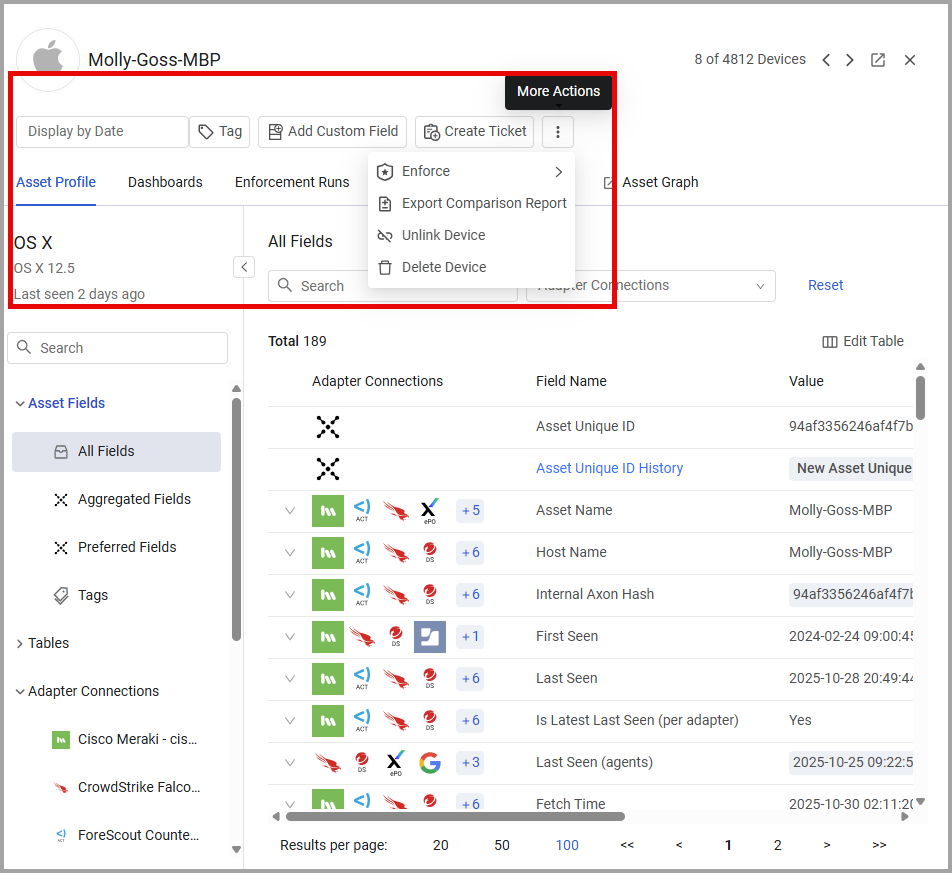 Molly-Goss-MBP
8 of 4812 Devices
More Actions
Display by Date
Tag
Add Custom Field
Create Ticket
Asset Profile
Dashboards
Enforcement Runs
Asset Graph
Enforce
Export Comparison Report
Unlink Device
Delete Device
OS X
OS X 12.5
Last seen 2 days ago
All Fields
Search
Adapter Connections
Reset
Search
Asset Fields
All Fields
Aggregated Fields
Preferred Fields
Tags
Tables
Adapter Connections
Cisco Meraki - cis...
CrowdStrike Falco...
ForeScout Counte...
Total 189
Edit Table
Adapter Connections Field Name Value
Asset Unique ID 94af3356246af4f7b
Asset Unique ID History New Asset Unique
ACT ePO +5 Asset Name Molly-Goss-MBP
ACT DS +6 Host Name Molly-Goss-MBP
ACT DS +6 Internal Axon Hash 94af3356246af4f7b
DS +1 First Seen 2024-02-24 09:00:45
ACT DS +6 Last Seen 2025-10-28 20:49:44
ACT DS +6 Is Latest Last Seen (per adapter) Yes
DS ePO +3 Last Seen (agents) 2025-10-25 09:22:5
+6 Fetch Time 2025-10-30 02:11:20
Results per page: 20 50 100 << < 1 2 > >>